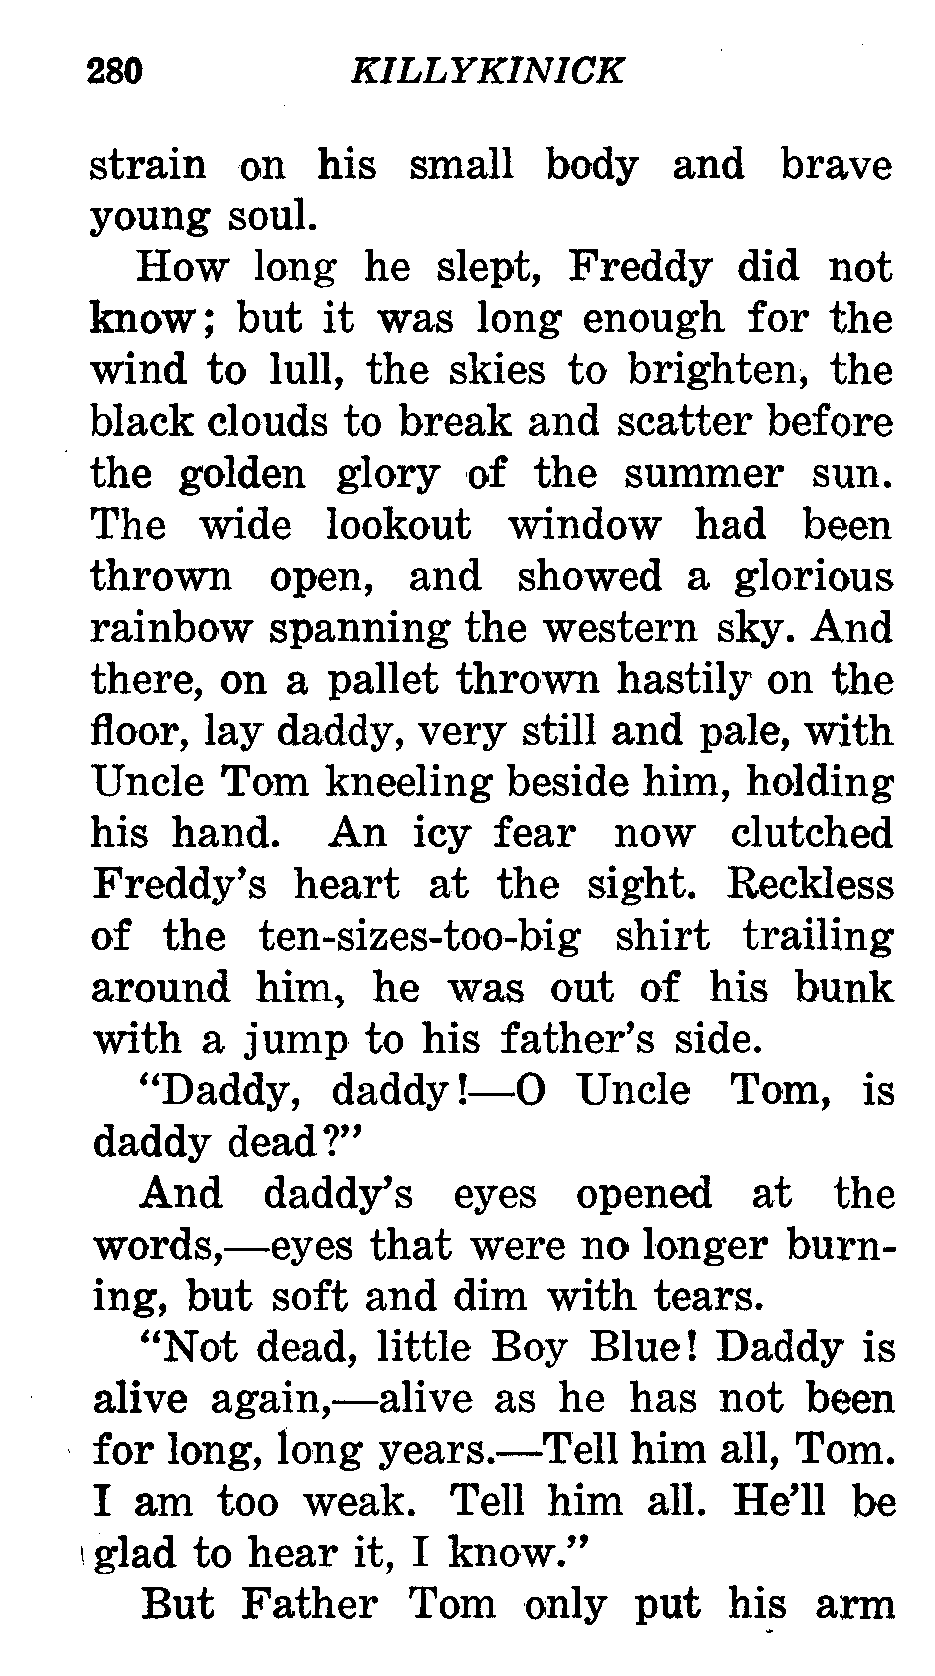 280 KILLYKINICK
strain on his small body and brave
young soul.
How long he slept, Freddy did not
know; but it was long enough for the
wind to lull, the skies to brighten, the
black clouds to break and scatter before
the golden glory of the summer sun.
The wide lookout window had been
thrown open, and showed a glorious
rainbow spanning the western sky. And
there, on a pallet thrown hastily on the
floor, lay daddy, very still and pale, with
Uncle Tom kneeling beside him, holding
his hand. An icy fear now clutched
Freddy's heart at the sight. Reckless
of the ten-sizes-too-big shirt trailing
around him, he was out of his bunk
with a jump to his father's side.
"Daddy, daddy!—O Uncle Tom, is
daddy dead?"
And daddy's eyes opened at the
words,—eyes that were no longer burn-
ing, but soft and dim with tears.
"Not dead, little Boy Blue! Daddy is
alive again,—alive as he has not been
for long, long years.—Tell him all, Tom.
I am too weak. Tell him all. He'll be
glad to hear it, I know."
But Father Tom only put his arm